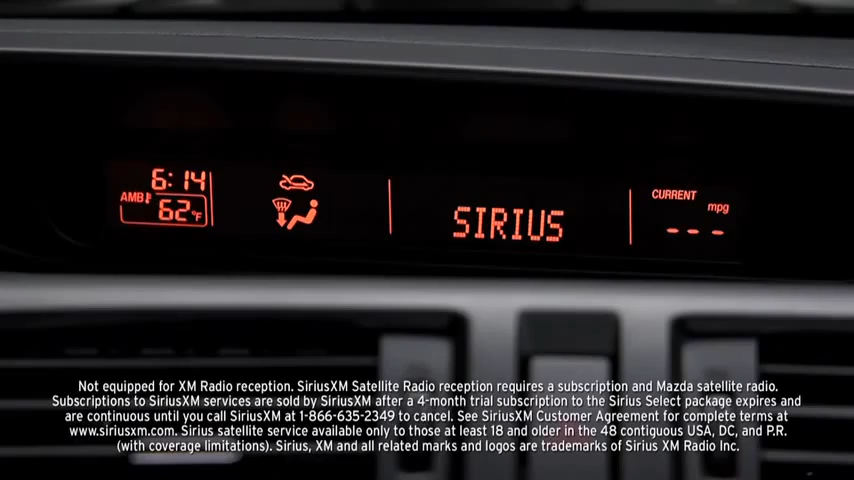 6:14
AMB 62°F
SIRIUS
CURRENT
mpg
- - -
Not equipped for XM Radio reception. SiriusXM Satellite Radio reception requires a subscription and Mazda satellite radio.
Subscriptions to SiriusXM services are sold by SiriusXM after a 4-month trial subscription to the Sirius Select package expires and
are continuous until you call SiriusXM at 1-866-635-2349 to cancel. See SiriusXM Customer Agreement for complete terms at
www.siriusxm.com. Sirius satellite service available only to those at least 18 and older in the 48 contiguous USA, DC, and P.R.
(with coverage limitations). Sirius, XM and all related marks and logos are trademarks of Sirius XM Radio Inc.